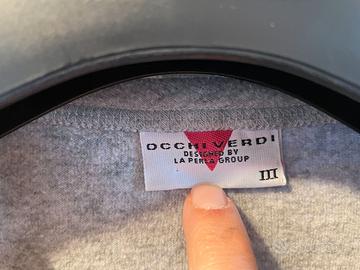 OCCHI VERDI
DESIGNED BY
LA PERLA GROUP
III